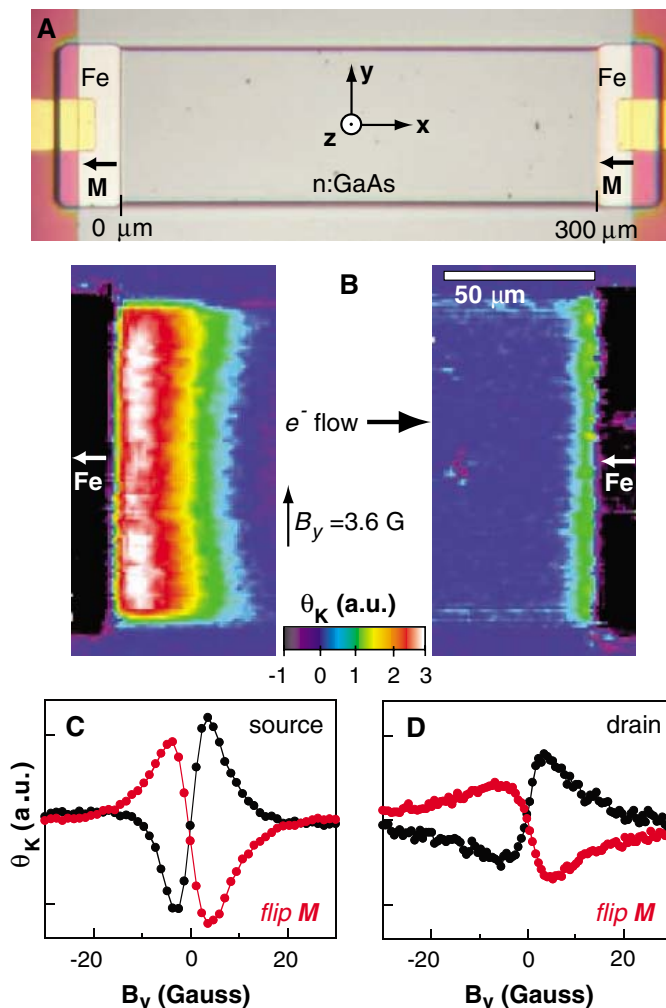 A
Fe
Fe
y
z
x
M
M
n:GaAs
0 μm
300 μm
B
50 μm
e⁻ flow
Fe
Fe
B_y =3.6 G
θ_K (a.u.)
-1 0 1 2 3
C
source
D
drain
θ_K (a.u.)
flip M
flip M
-20 0 20
-20 0 20
B_y (Gauss)
B_y (Gauss)